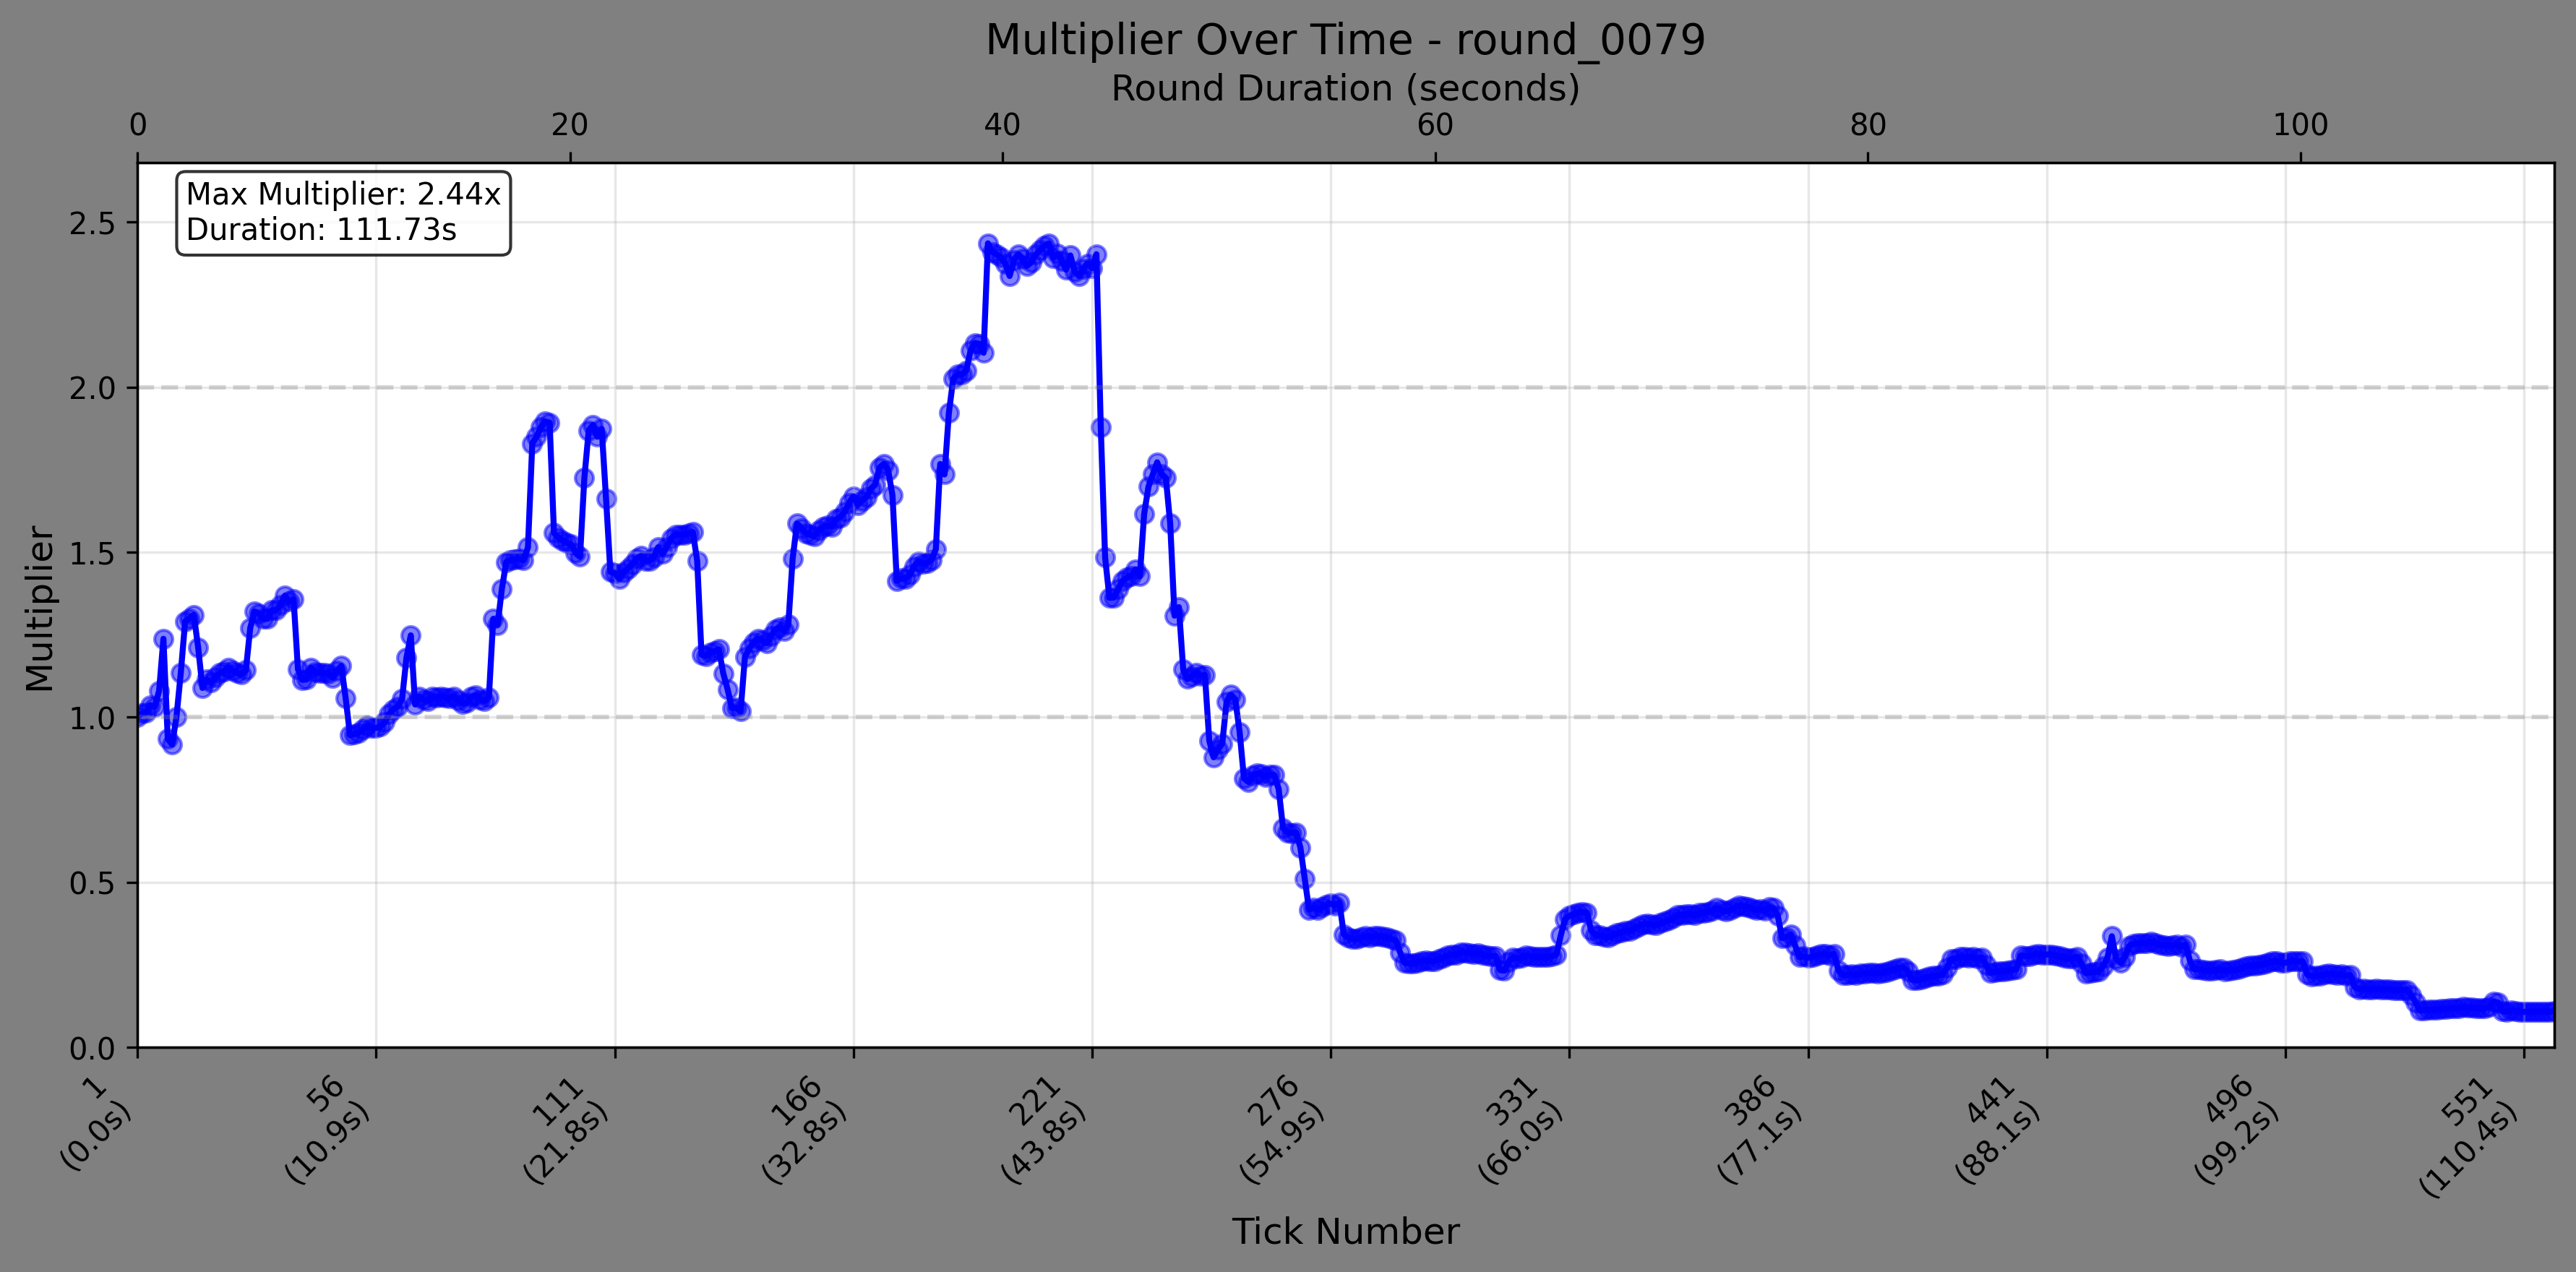 Multiplier Over Time - round_0079
Round Duration (seconds)
0 20 40 60 80 100
Max Multiplier: 2.44x
Duration: 111.73s
2.5
2.0
1.5
1.0
0.5
0.0
Multiplier
1
(0.0s)
56
(10.9s)
111
(21.8s)
166
(32.8s)
221
(43.8s)
276
(54.9s)
331
(66.0s)
386
(77.1s)
441
(88.1s)
496
(99.2s)
551
(110.4s)
Tick Number